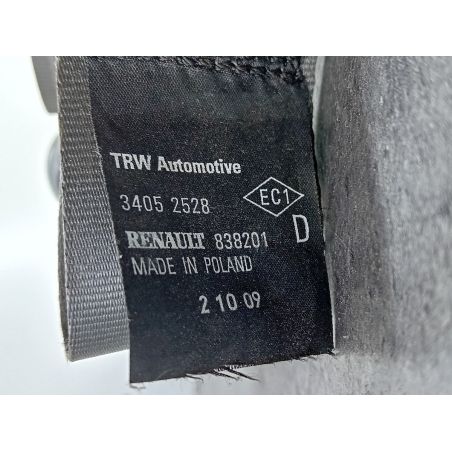 TRW Automotive
3405 2528 EC1
RENAULT 838201 D
MADE IN POLAND
2 10 09